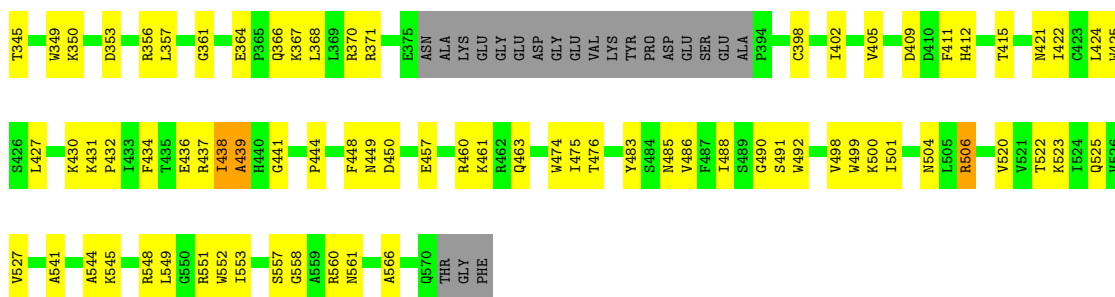 T345 W349 K350 D353 R356 L357 G361 E364 P365 Q366 K367 L368 L369 R370 R371 E375 ASN ALA LYS GLU GLY GLU ASP GLY GLU VAL LYS TYR PRO ASP GLU SER GLU ALA P394 C398 I402 V405 D409 D410 F411 H412 T415 N421 I422 C423 L424 W425
S426 L427 K430 K431 P432 I433 F434 T435 E436 R437 I438 A439 H440 G441 P444 F448 N449 D450 E457 R460 K461 R462 Q463 W474 I475 T476 Y483 S484 N485 V486 F487 I488 S489 G490 S491 W492 V498 W499 K500 I501 N504 L505 R506 V520 V521 T522 K523 I524 Q525
V527 A541 A544 K545 R548 L549 G550 R551 W552 I553 S557 G558 A559 R560 N561 A566 Q570 THR GLY PHE